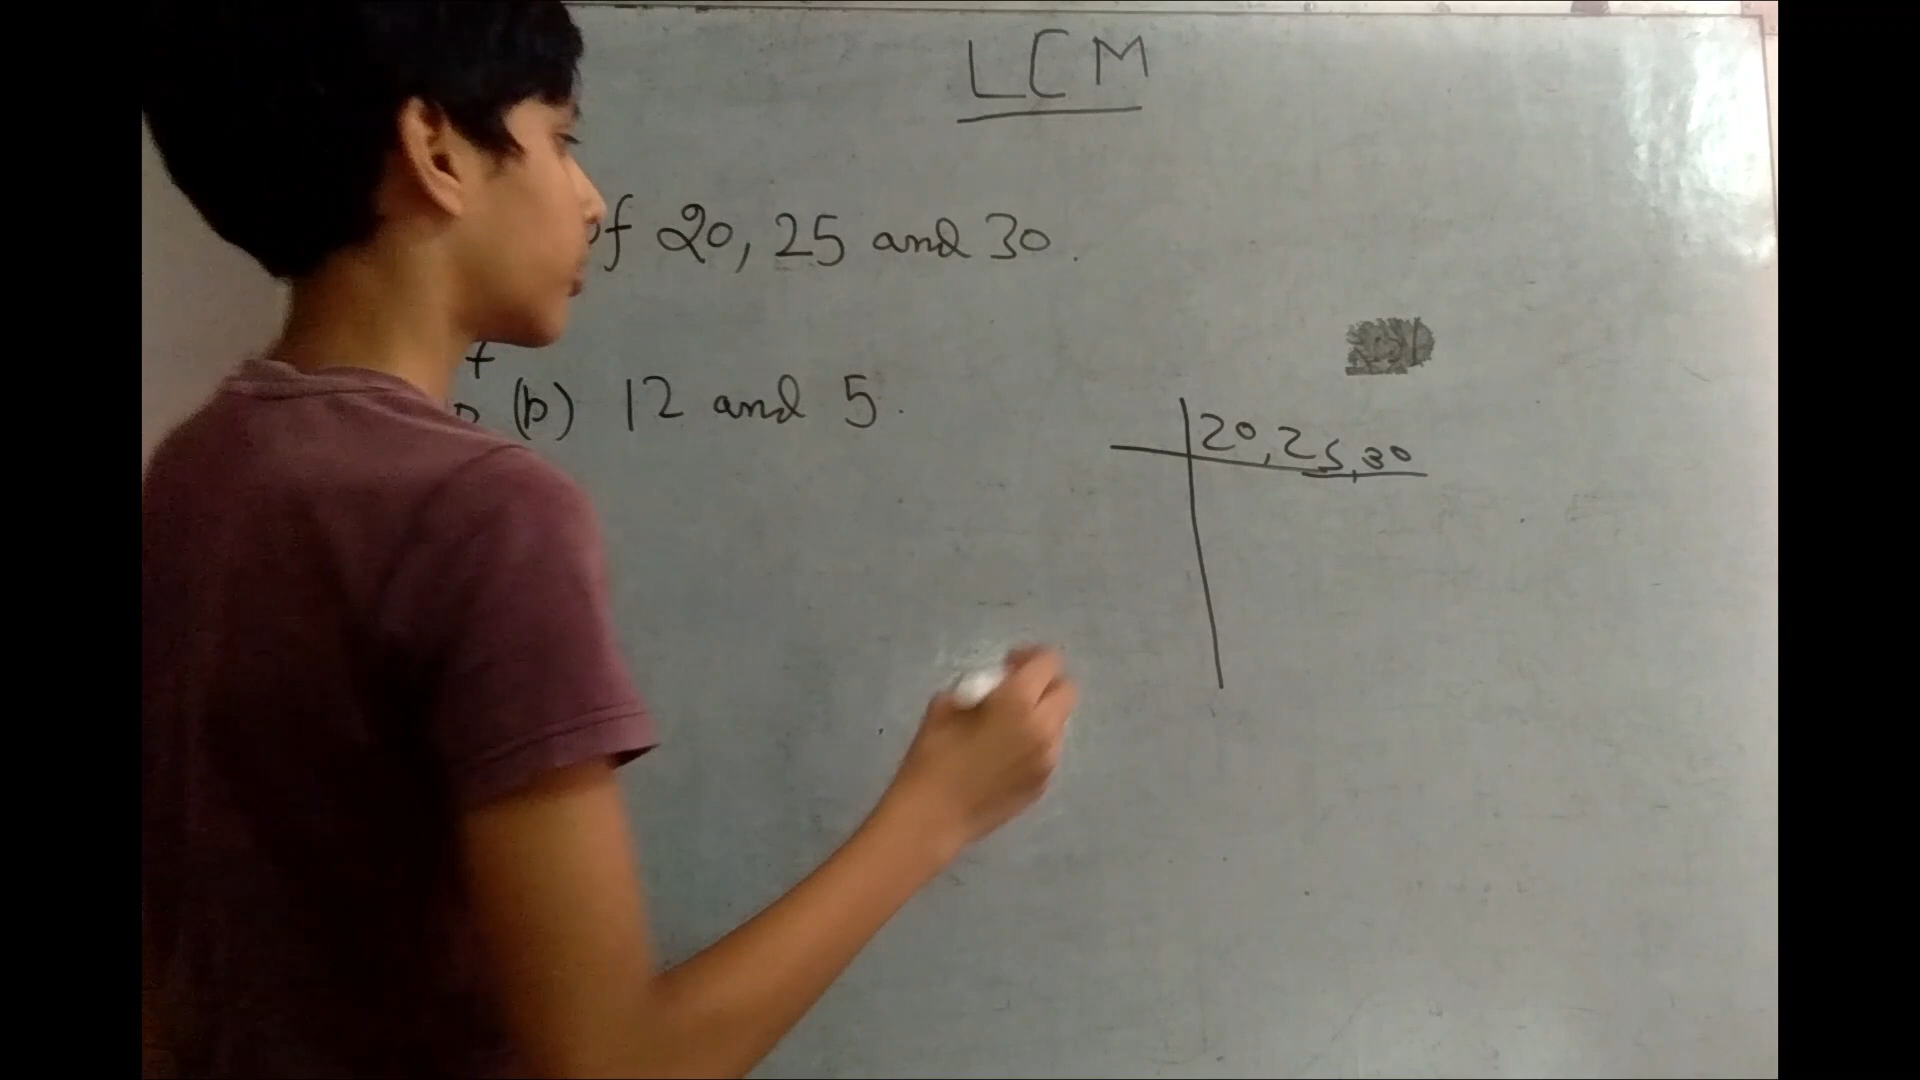 LCM
of 20, 25 and 30.
(b) 12 and 5.
20, 25, 30